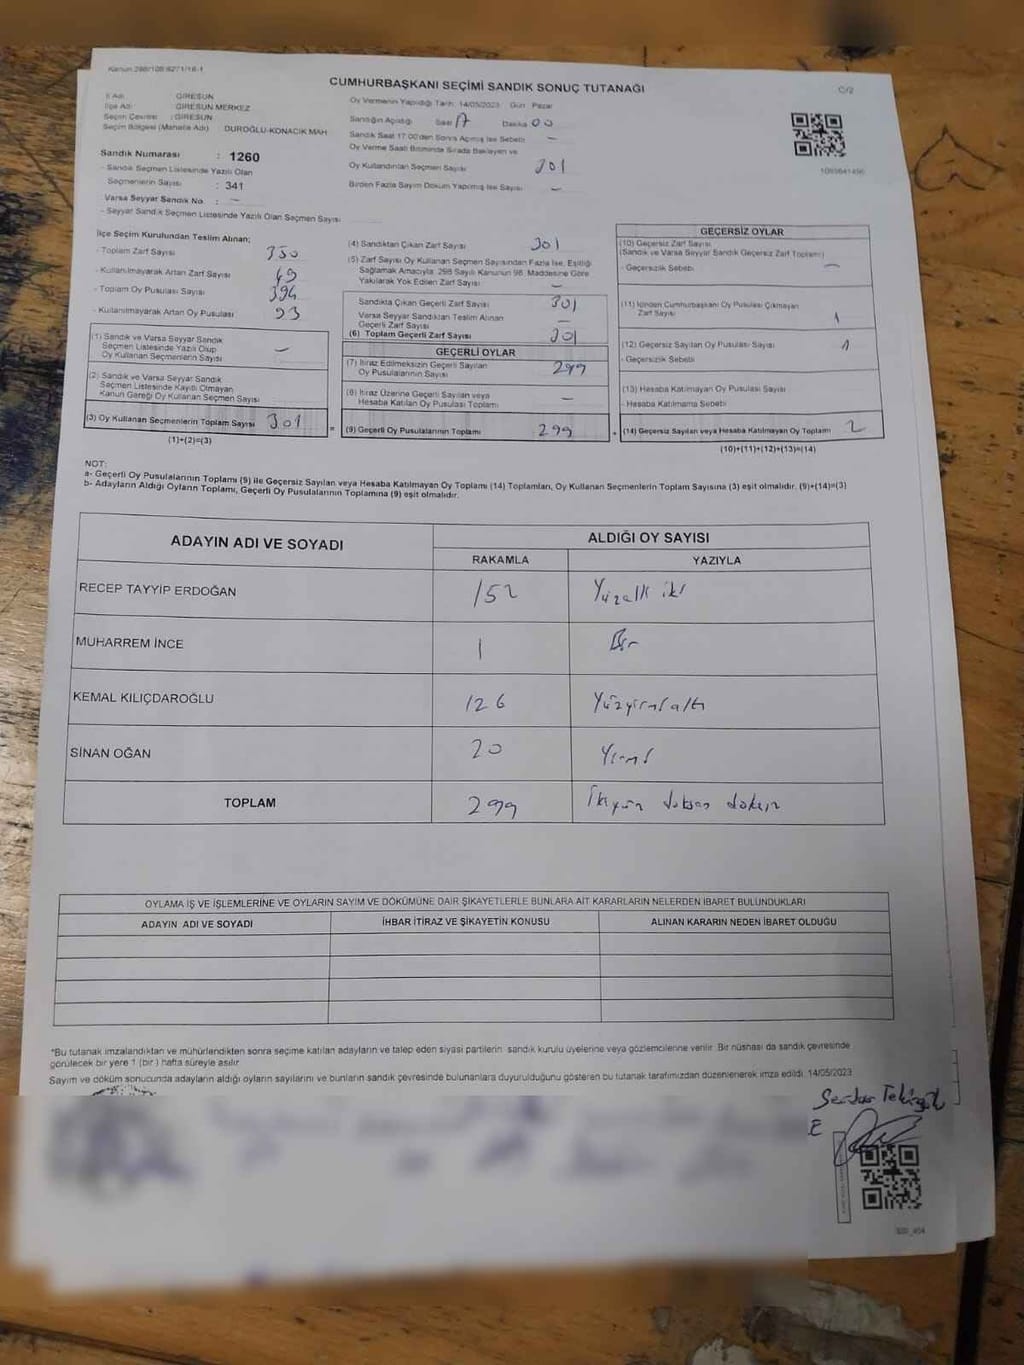 Kanun 298/108:6271/16-1
CUMHURBAŞKANI SEÇİMİ SANDIK SONUÇ TUTANAĞI
C/2
İl Adı : GİRESUN
İlçe Adı : GİRESUN MERKEZ
Seçim Çevresi : GİRESUN
Seçim Bölgesi (Mahalle Adı) : DUROĞLU-KONACIK MAH
Sandık Numarası : 1260
- Sandık Seçmen Listesinde Yazılı Olan
Seçmenlerin Sayısı : 341
Varsa Seyyar Sandık No : -
- Seyyar Sandık Seçmen Listesinde Yazılı Olan Seçmen Sayısı
Oy Vermenin Yapıldığı Tarih: 14/05/2023 Gün: Pazar
Sandığın Açıldığı Saat 17 Dakika 00
Sandık Saat 17:00'den Sonra Açılmış İse Sebebi -
Oy Verme Saati Bitiminde Sırada Bekleyen ve
Oy Kullandırılan Seçmen Sayısı 301
Birden Fazla Sayım Döküm Yapılmış İse Sayısı -
İlçe Seçim Kurulundan Teslim Alınan;
- Toplam Zarf Sayısı 350
- Kullanılmayarak Artan Zarf Sayısı 49
- Toplam Oy Pusulası Sayısı 394
- Kullanılmayarak Artan Oy Pusulası 93
(1) Sandık ve Varsa Seyyar Sandık
Seçmen Listesinde Yazılı Olup
Oy Kullanan Seçmenlerin Sayısı -
(2) Sandık ve Varsa Seyyar Sandık
Seçmen Listesinde Kayıtlı Olmayan
Kanun Gereği Oy Kullanan Seçmen Sayısı
(3) Oy Kullanan Seçmenlerin Toplam Sayısı 301
(1)+(2)=(3)
(4) Sandıktan Çıkan Zarf Sayısı 301
(5) Zarf Sayısı Oy Kullanan Seçmen Sayısından Fazla İse, Eşitliği
Sağlamak Amacıyla, 298 Sayılı Kanunun 98. Maddesine Göre
Yakılarak Yok Edilen Zarf Sayısı -
Sandıkta Çıkan Geçerli Zarf Sayısı 301
Varsa Seyyar Sandıktan Teslim Alınan
Geçerli Zarf Sayısı -
(6) Toplam Geçerli Zarf Sayısı 301
GEÇERLİ OYLAR
(7) İtiraz Edilmeksizin Geçerli Sayılan
Oy Pusulalarının Sayısı 299
(8) İtiraz Üzerine Geçerli Sayılan veya
Hesaba Katılan Oy Pusulası Toplamı -
(9) Geçerli Oy Pusulalarının Toplamı 299
GEÇERSİZ OYLAR
(10) Geçersiz Zarf Sayısı
(Sandık ve Varsa Seyyar Sandık Geçersiz Zarf Toplamı)
- Geçersizlik Sebebi -
(11) İçinden Cumhurbaşkanı Oy Pusulası Çıkmayan
Zarf Sayısı 1
(12) Geçersiz Sayılan Oy Pusulası Sayısı 1
- Geçersizlik Sebebi
(13) Hesaba Katılmayan Oy Pusulası Sayısı
- Hesaba Katılmama Sebebi
(14) Geçersiz Sayılan veya Hesaba Katılmayan Oy Toplamı 2
(10)+(11)+(12)+(13)=(14)
NOT:
a- Geçerli Oy Pusulalarının Toplamı (9) ile Geçersiz Sayılan veya Hesaba Katılmayan Oy Toplamı (14) Toplamları, Oy Kullanan Seçmenlerin Toplam Sayısına (3) eşit olmalıdır. (9)+(14)=(3)
b- Adayların Aldığı Oyların Toplamı, Geçerli Oy Pusulalarının Toplamına (9) eşit olmalıdır.
ADAYIN ADI VE SOYADI
ALDIĞI OY SAYISI
RAKAMLA YAZIYLA
RECEP TAYYİP ERDOĞAN 152 Yüzelli iki
MUHARREM İNCE 1 Bir
KEMAL KILIÇDAROĞLU 126 Yüzyirmialtı
SİNAN OĞAN 20 Yirmi
TOPLAM 299 İkiyüz doksan dokuz
OYLAMA İŞ VE İŞLEMLERİNE VE OYLARIN SAYIM VE DÖKÜMÜNE DAİR ŞİKAYETLERLE BUNLARA AİT KARARLARIN NELERDEN İBARET BULUNDUKLARI
ADAYIN ADI VE SOYADI İHBAR İTİRAZ VE ŞİKAYETİN KONUSU ALINAN KARARIN NEDEN İBARET OLDUĞU
*Bu tutanak imzalandıktan ve mühürlendikten sonra seçime katılan adayların ve talep eden siyasi partilerin sandık kurulu üyelerine veya gözlemcilerine verilir. Bir nüshası da sandık çevresinde
görülecek bir yere 1 (bir) hafta süreyle asılır.
Sayım ve döküm sonucunda adayların aldığı oyların sayılarını ve bunların sandık çevresinde bulunanlara duyurulduğunu gösteren bu tutanak tarafımızdan düzenlenerek imza edildi. 14/05/2023
Serdar
E